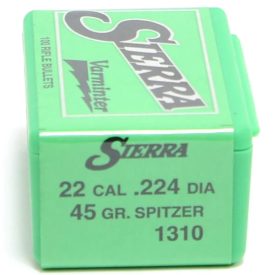 SIERRA
Varminter
100 RIFLE BULLETS
SIERRA
22 CAL .224 DIA
45 GR. SPITZER
1310